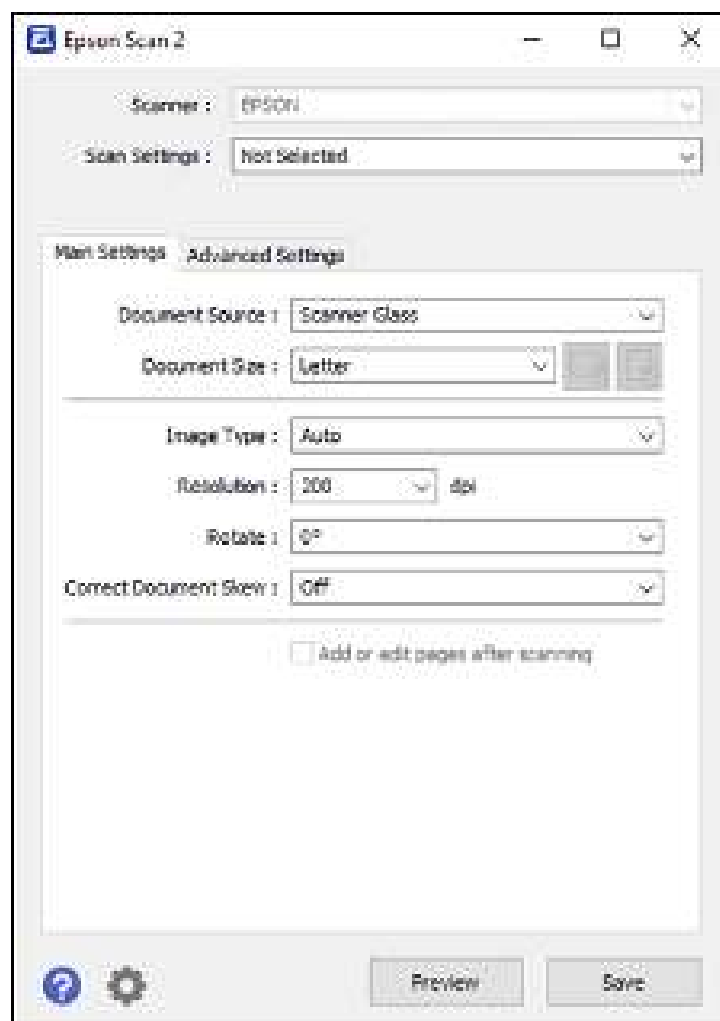 Epson Scan 2
Scanner : EPSON
Scan Settings : Not Selected
Main Settings Advanced Settings
Document Source : Scanner Glass
Document Size : Letter
Image Type : Auto
Resolution : 200 dpi
Rotate : 0°
Correct Document Skew : Off
Add or edit pages after scanning
? Preview Save